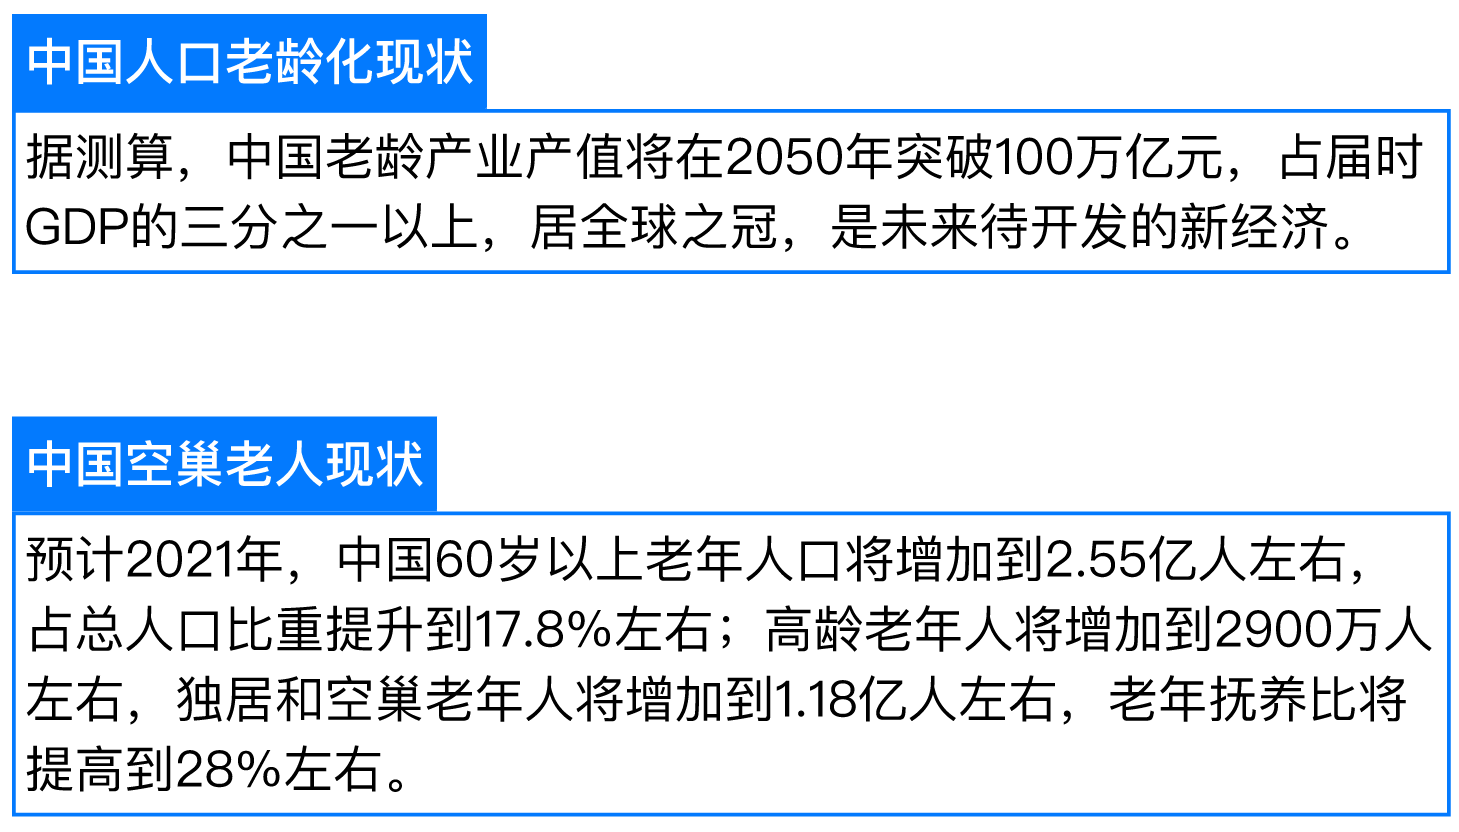 中国人口老龄化现状
据测算，中国老龄产业产值将在2050年突破100万亿元，占届时
GDP的三分之一以上，居全球之冠，是未来待开发的新经济。
中国空巢老人现状
预计2021年，中国60岁以上老年人口将增加到2.55亿人左右，
占总人口比重提升到17.8%左右；高龄老年人将增加到2900万人
左右，独居和空巢老年人将增加到1.18亿人左右，老年抚养比将
提高到28%左右。